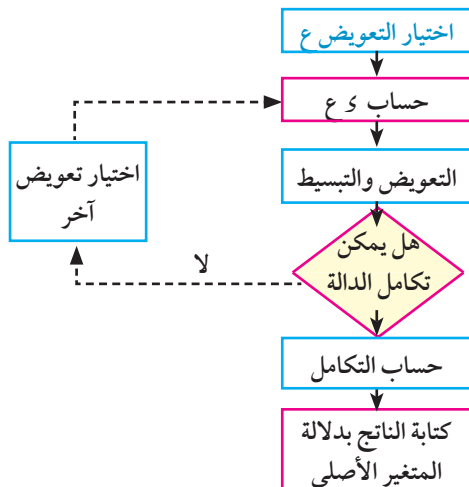 اختيار التعويض ع
حساب ى ع
التعويض والتبسيط
اختيار تعويض
آخر
هل يمكن
تكامل الدالة
لا
حساب التكامل
كتابة الناتج بدلالة
المتغير الأصلى